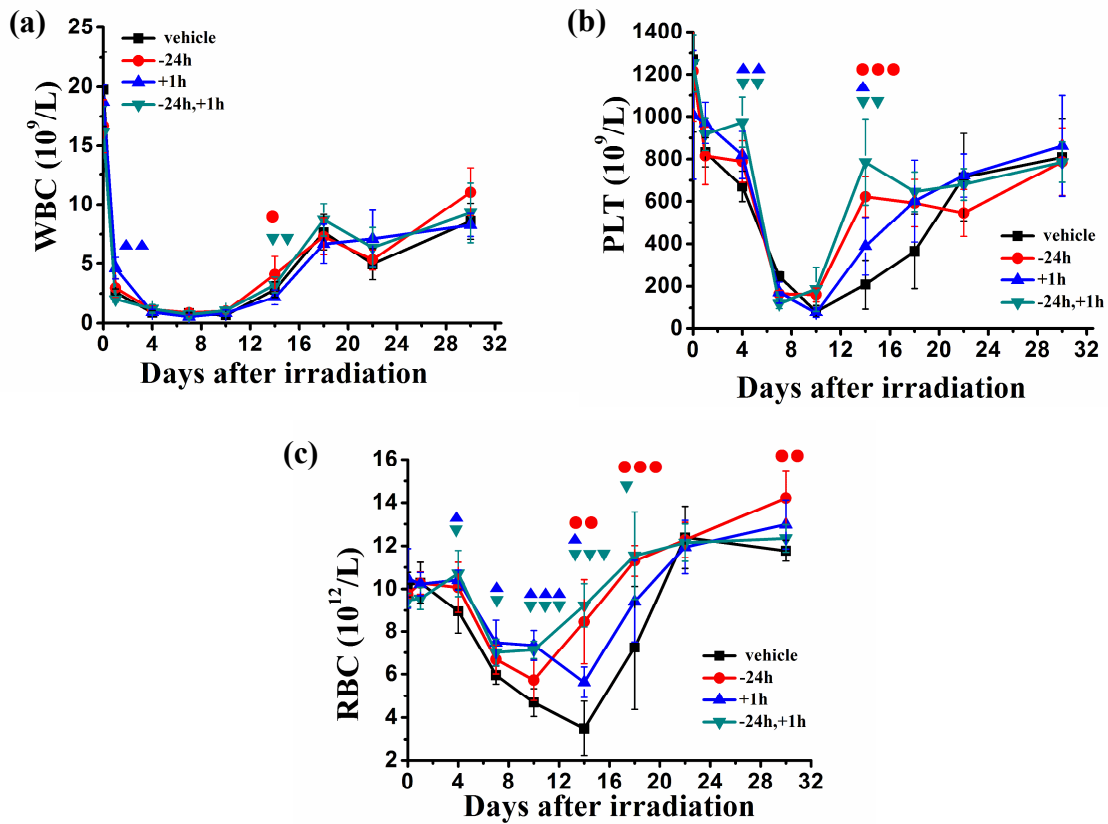 (a)
WBC (10⁹/L)
25
20
15
10
5
0
vehicle
-24h
+1h
-24h,+1h
0 4 8 12 16 20 24 28 32
Days after irradiation
(b)
PLT (10⁹/L)
1400
1200
1000
800
600
400
200
0
vehicle
-24h
+1h
-24h,+1h
0 4 8 12 16 20 24 28 32
Days after irradiation
(c)
RBC (10¹²/L)
16
14
12
10
8
6
4
2
vehicle
-24h
+1h
-24h,+1h
0 4 8 12 16 20 24 28 32
Days after irradiation